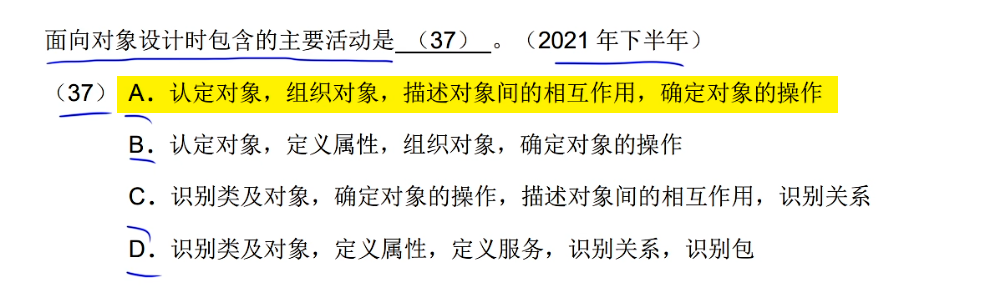 面向对象设计时包含的主要活动是 （37） 。（2021 年下半年）
（37）A．认定对象，组织对象，描述对象间的相互作用，确定对象的操作
B．认定对象，定义属性，组织对象，确定对象的操作
C．识别类及对象，确定对象的操作，描述对象间的相互作用，识别关系
D．识别类及对象，定义属性，定义服务，识别关系，识别包